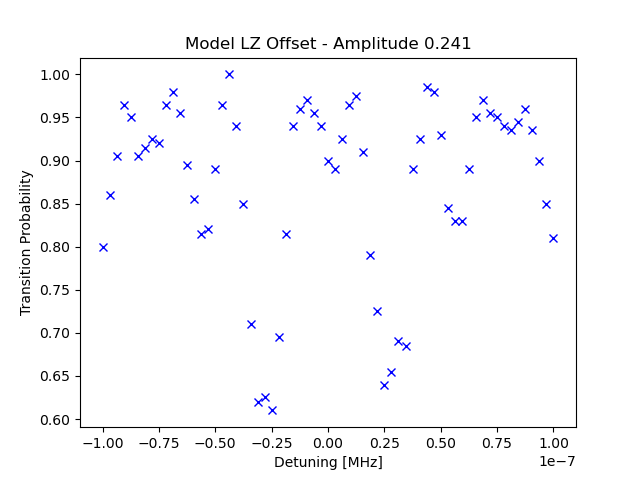 Model LZ Offset - Amplitude 0.241
Transition Probability
1.00
0.95
0.90
0.85
0.80
0.75
0.70
0.65
0.60
−1.00 −0.75 −0.50 −0.25 0.00 0.25 0.50 0.75 1.00
1e−7
Detuning [MHz]